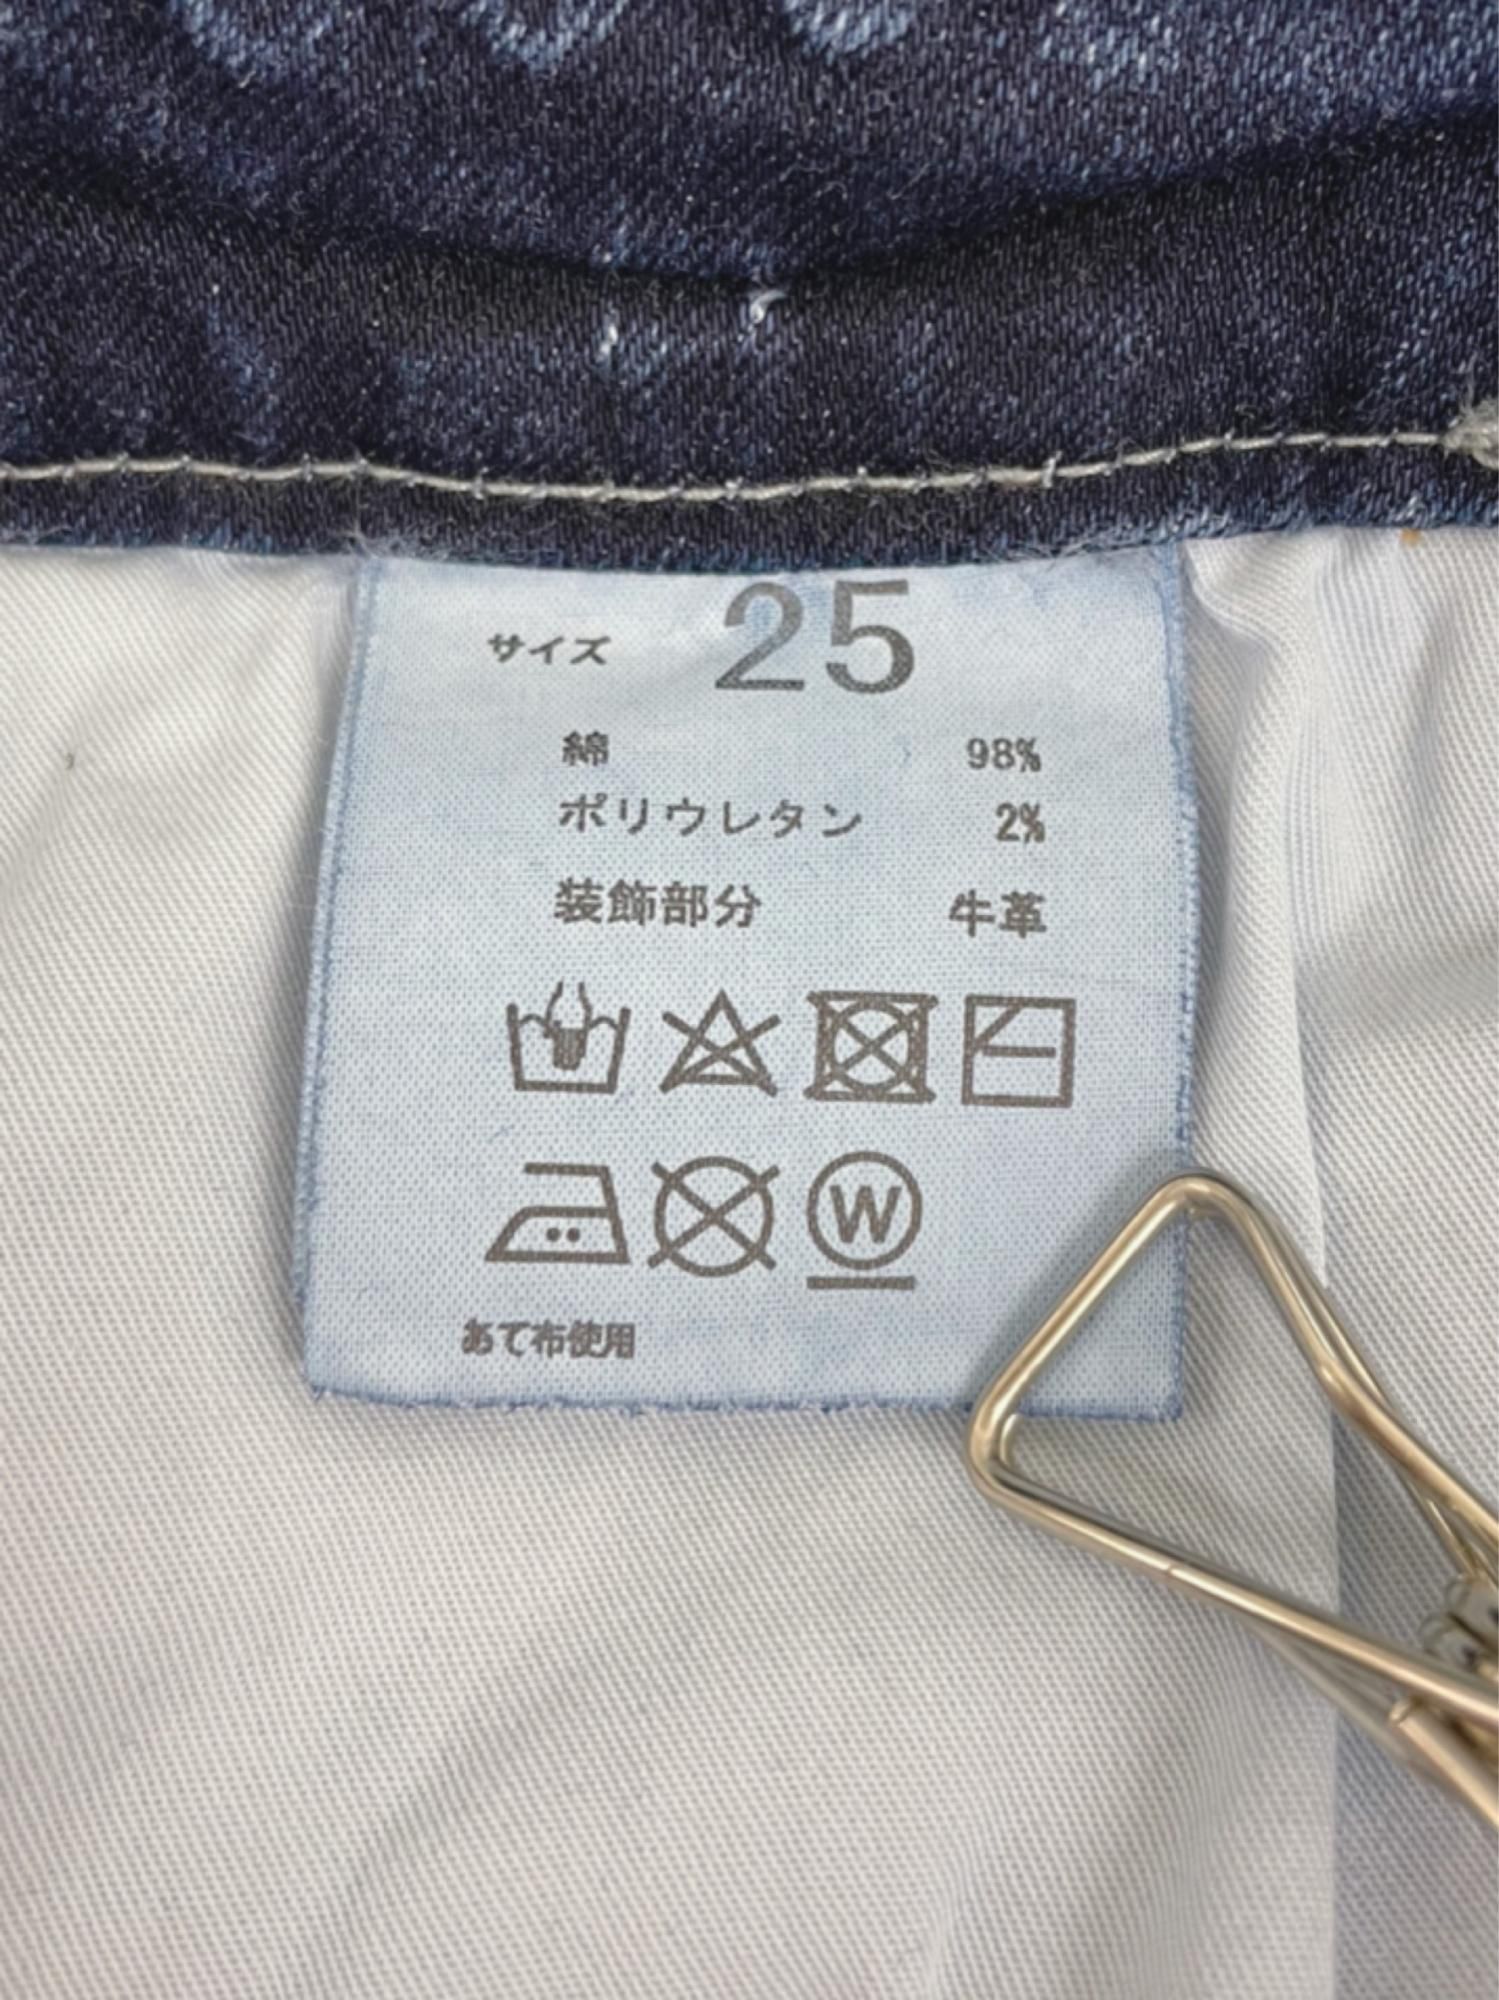 サイズ 25
綿 98%
ポリウレタン 2%
装飾部分 牛革
W
あて布使用